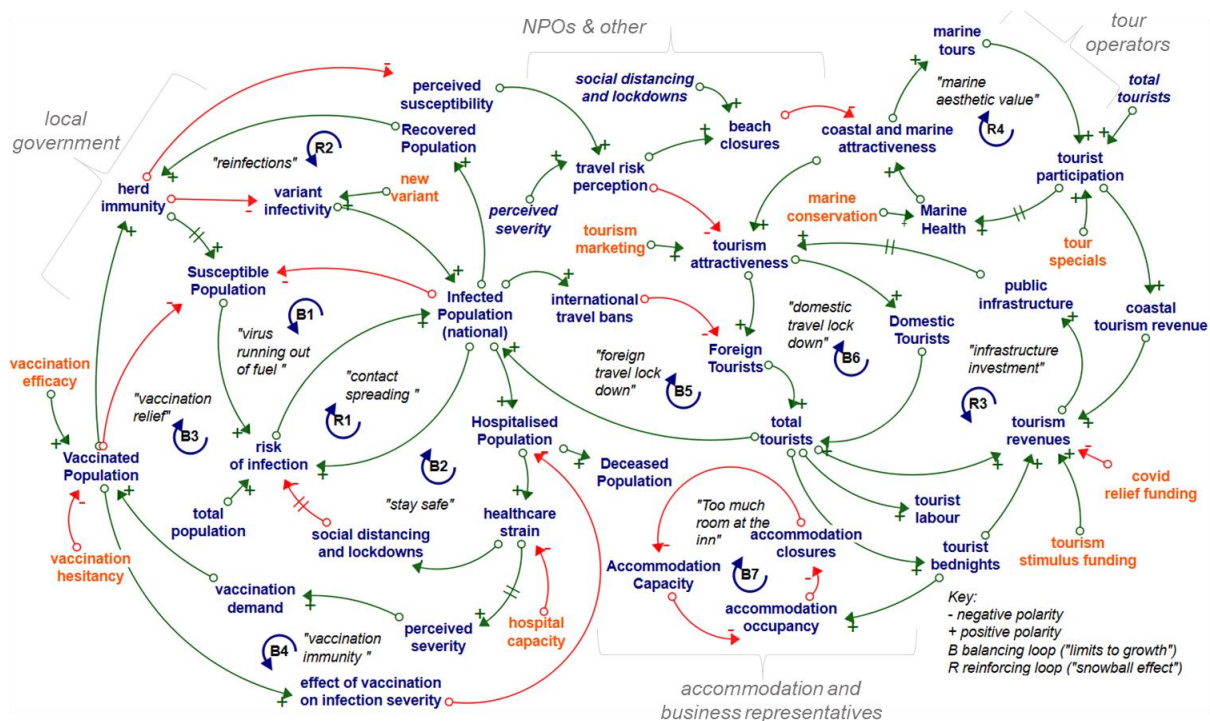 NPOs & other
tour
operators
local
government
perceived
susceptibility
Recovered
Population
"reinfections"
R2
herd
immunity
variant
infectivity
new
variant
social distancing
and lockdowns
beach
closures
travel risk
perception
perceived
severity
coastal and marine
attractiveness
marine
tours
"marine
aesthetic value"
R4
total
tourists
tourist
participation
marine
conservation
Marine
Health
tour
specials
tourism
marketing
tourism
attractiveness
Susceptible
Population
Infected
Population
(national)
international
travel bans
public
infrastructure
coastal
tourism revenue
B1
"virus
running out
of fuel "
"domestic
travel lock
down"
B6
Domestic
Tourists
Foreign
Tourists
"foreign
travel lock
down"
B5
"infrastructure
investment"
R3
vaccination
efficacy
"vaccination
relief"
B3
"contact
spreading "
R1
Hospitalised
Population
total
tourists
tourism
revenues
Vaccinated
Population
risk
of infection
B2
"stay safe"
Deceased
Population
covid
relief funding
total
population
social distancing
and lockdowns
healthcare
strain
"Too much
room at the
inn"
accommodation
closures
tourist
labour
tourist
bednights
tourism
stimulus funding
vaccination
hesitancy
Accommodation
Capacity
B7
accommodation
occupancy
vaccination
demand
perceived
severity
hospital
capacity
B4
"vaccination
immunity "
effect of vaccination
on infection severity
Key:
- negative polarity
+ positive polarity
B balancing loop ("limits to growth")
R reinforcing loop ("snowball effect")
accommodation and
business representatives